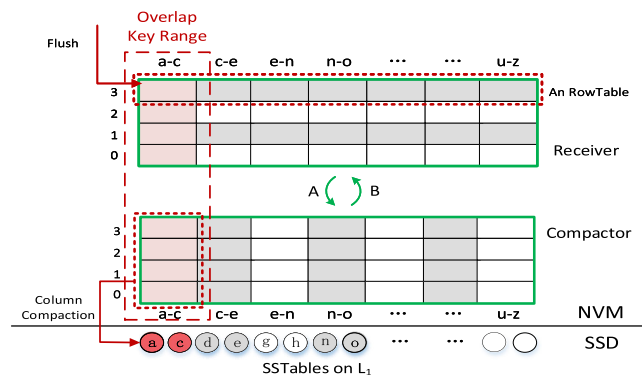 Overlap
Key Range
Flush
a-c c-e e-n n-o ... ... u-z
3 An RowTable
2
1 Receiver
0
A B
3 Compactor
2
1
0
Column
Compaction
a-c c-e e-n n-o ... ... u-z NVM
a c d e g h n o ... ... SSD
SSTables on L1